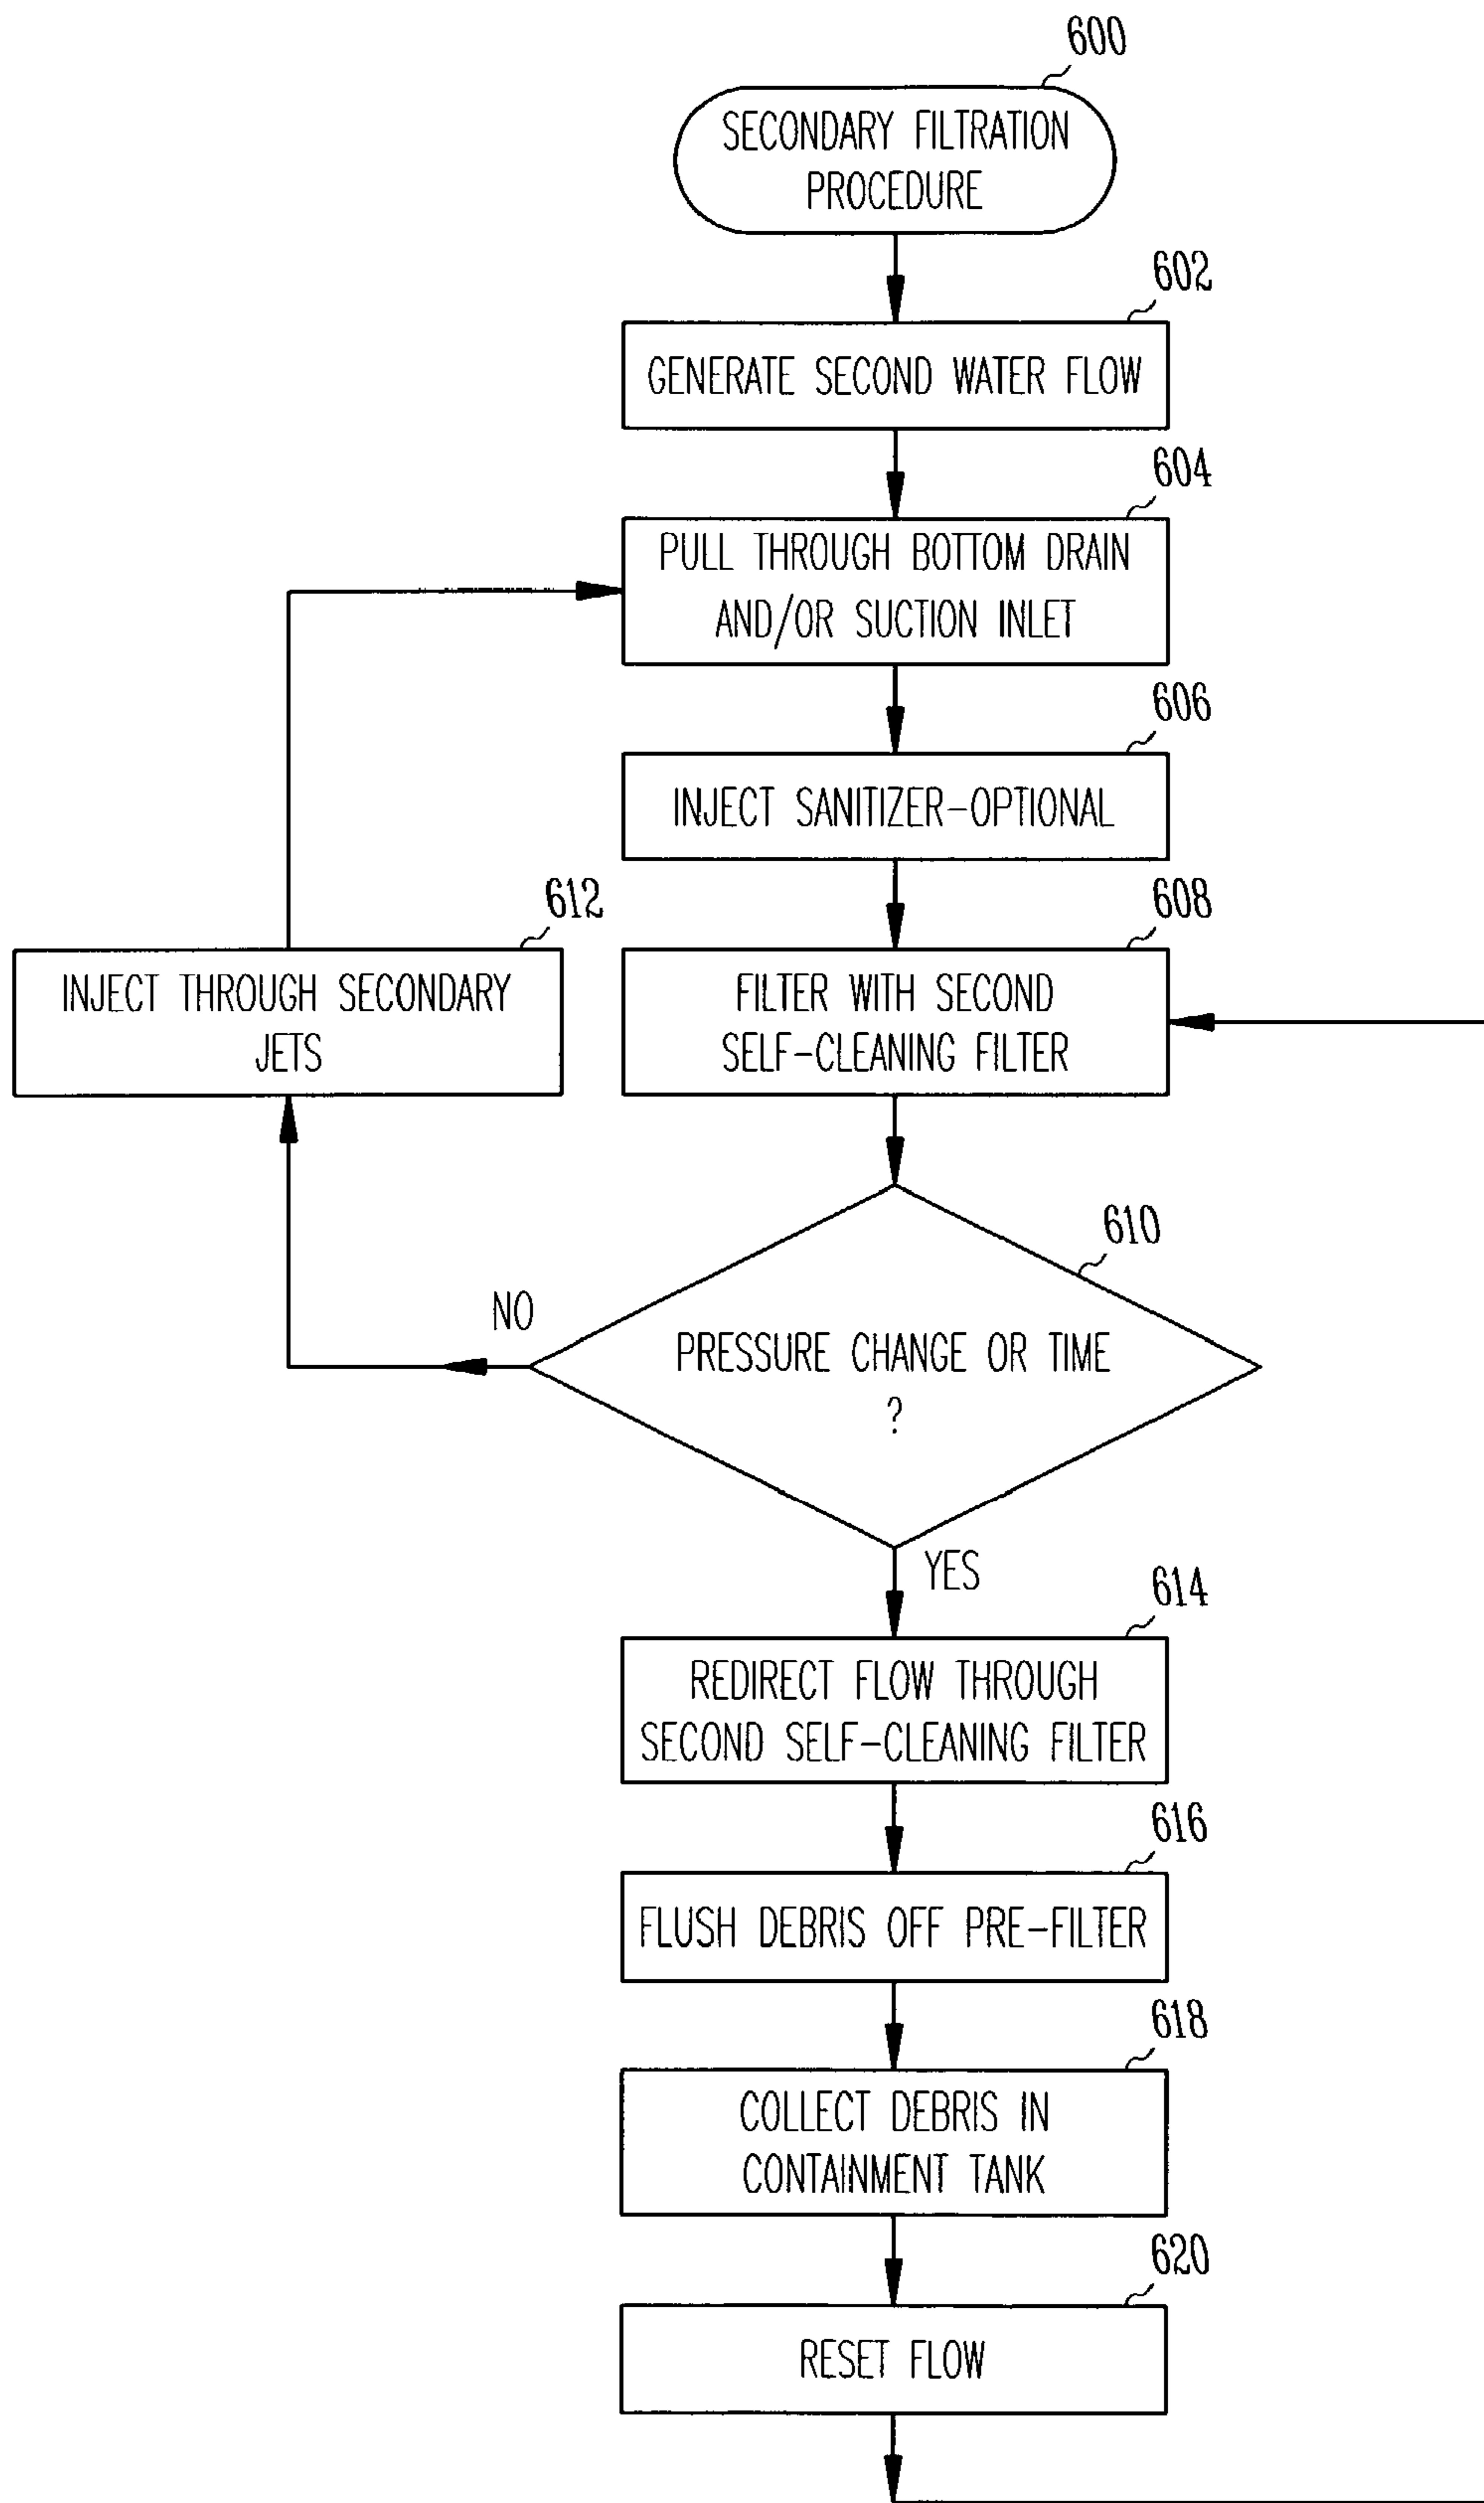 600
SECONDARY FILTRATION
PROCEDURE
602
GENERATE SECOND WATER FLOW
604
PULL THROUGH BOTTOM DRAIN
AND/OR SUCTION INLET
606
INJECT SANITIZER-OPTIONAL
612
INJECT THROUGH SECONDARY
JETS
608
FILTER WITH SECOND
SELF-CLEANING FILTER
610
PRESSURE CHANGE OR TIME
?
NO
YES
614
REDIRECT FLOW THROUGH
SECOND SELF-CLEANING FILTER
616
FLUSH DEBRIS OFF PRE-FILTER
618
COLLECT DEBRIS IN
CONTAINMENT TANK
620
RESET FLOW